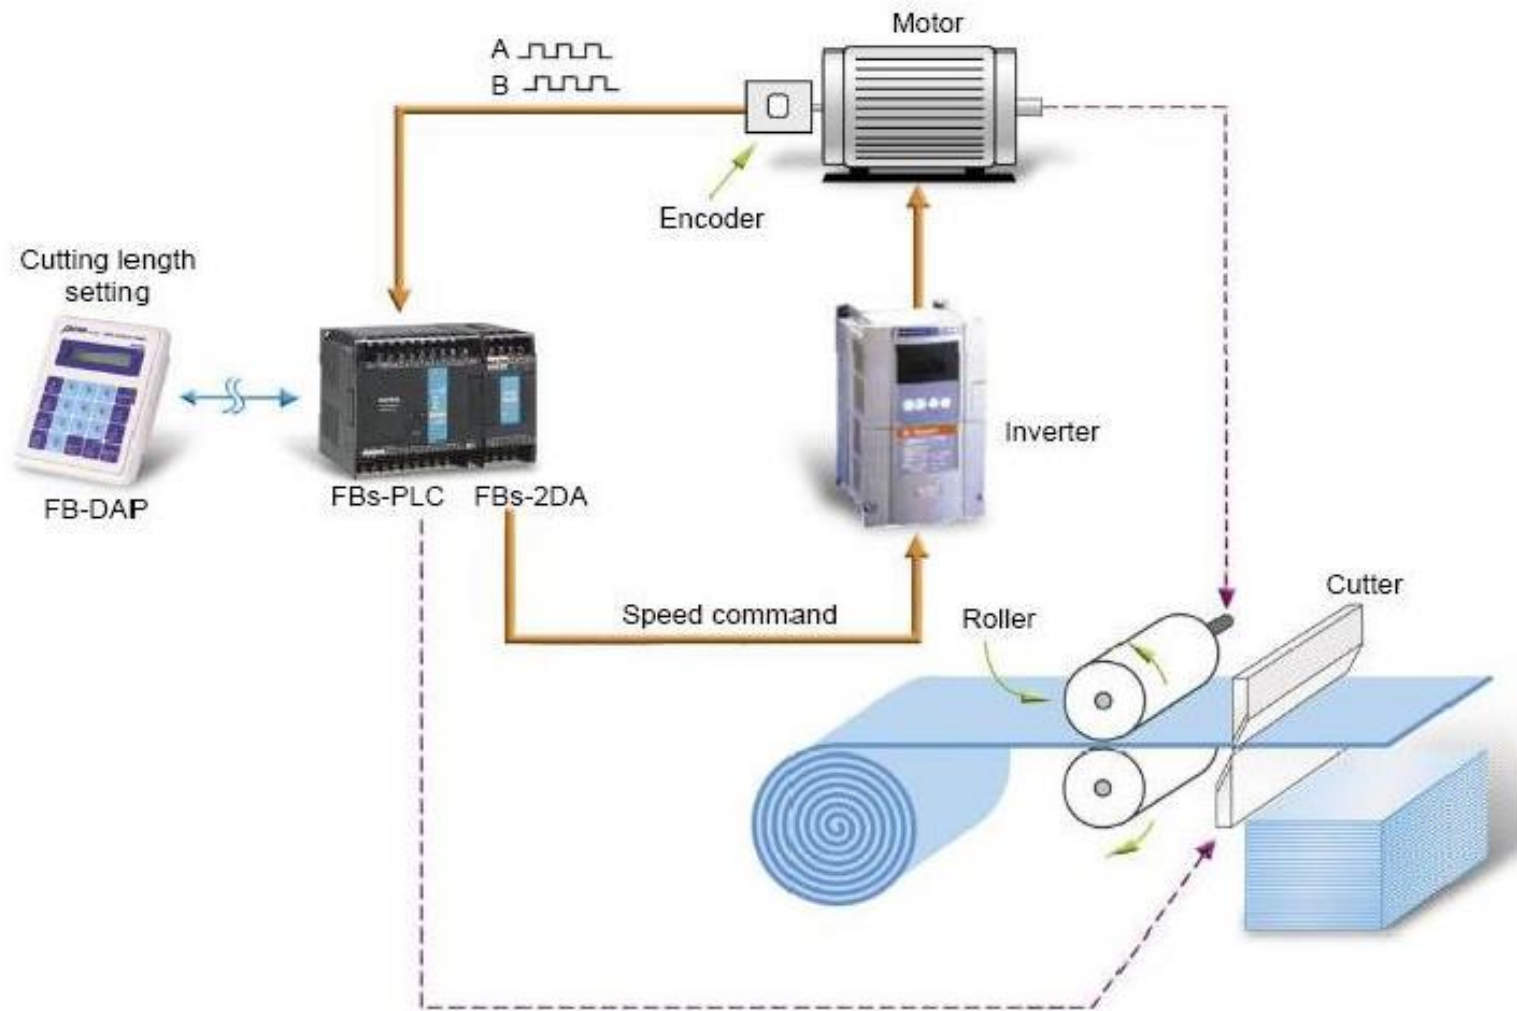 Motor
A
B
Encoder
Cutting length
setting
FB-DAP
FBs-PLC
FBs-2DA
Inverter
Speed command
Roller
Cutter